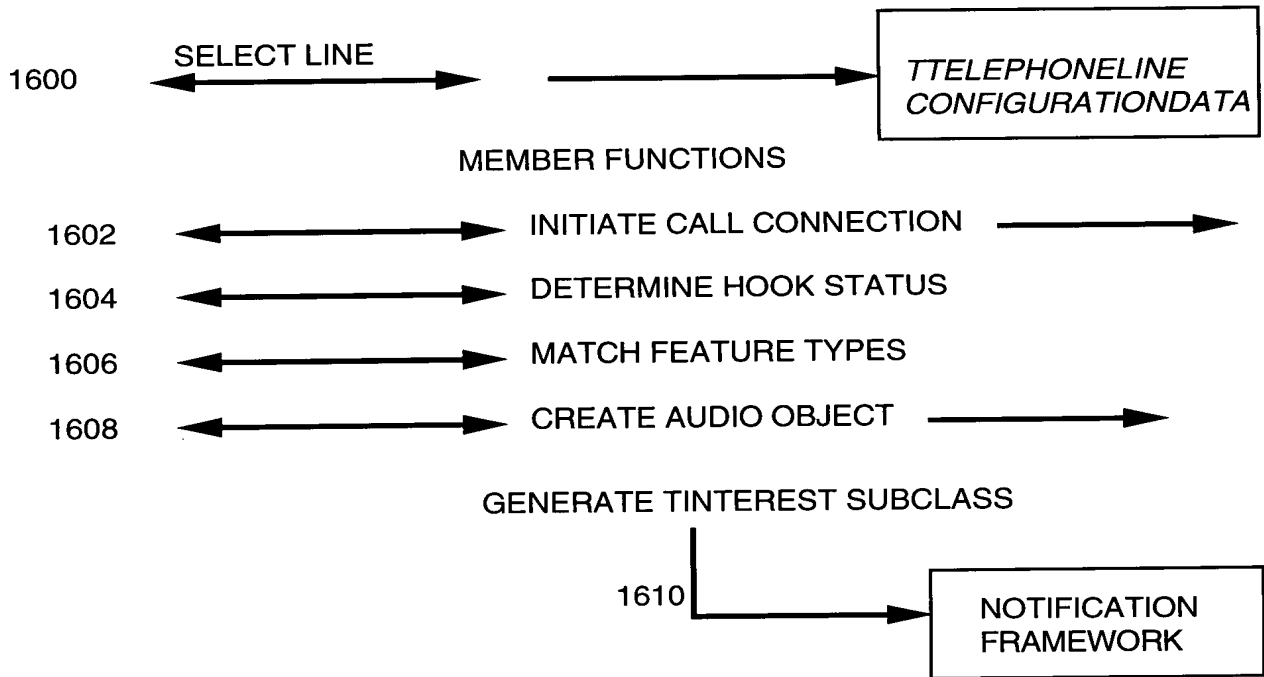 SELECT LINE
1600
TTELEPHONELINE
CONFIGURATIONDATA
MEMBER FUNCTIONS
1602 INITIATE CALL CONNECTION
1604 DETERMINE HOOK STATUS
1606 MATCH FEATURE TYPES
1608 CREATE AUDIO OBJECT
GENERATE TINTEREST SUBCLASS
1610
NOTIFICATION
FRAMEWORK